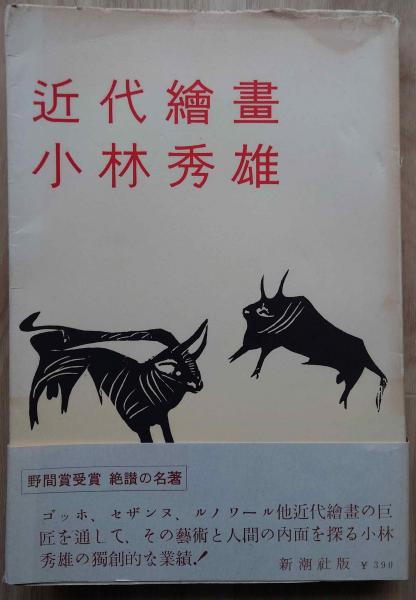 近代繪畫
小林秀雄
野間賞受賞 絶讃の名著
ゴッホ、セザンヌ、ルノワール他近代繪畫の巨
匠を通して、その藝術と人間の内面を探る小林
秀雄の獨創的な業績!
新潮社版 ¥390